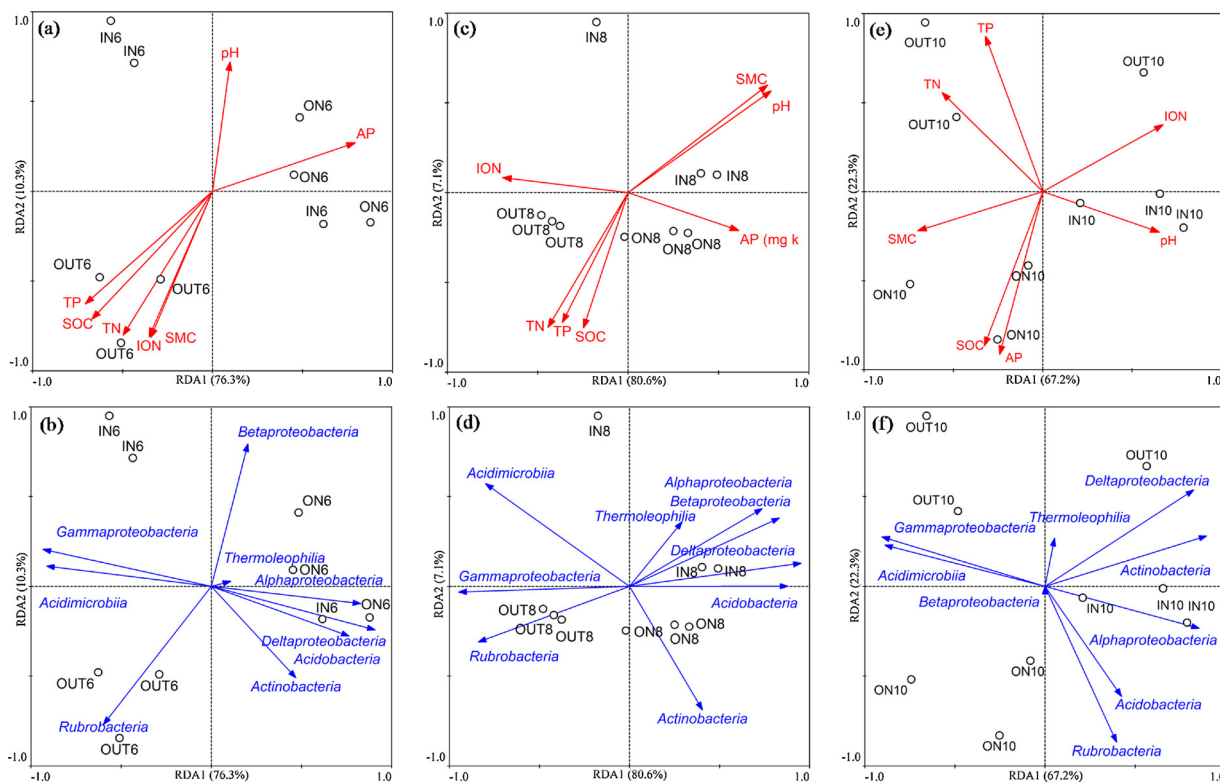 (a)
1.0
IN6
IN6
pH
ON6
AP
ON6
IN6
ON6
OUT6
OUT6
TP
SOC
TN
ION
SMC
OUT6
RDA2 (10.3%)
-1.0
-1.0
RDA1 (76.3%)
1.0
(c)
1.0
IN8
SMC
pH
ION
IN8
IN8
OUT8
OUT8
OUT8
ON8
ON8
ON8
AP (mg k
TN
TP
SOC
RDA2 (7.1%)
-1.0
-1.0
RDA1 (80.6%)
1.0
(e)
1.0
OUT10
TP
OUT10
TN
OUT10
ION
IN10
IN10
IN10
pH
SMC
ON10
ON10
ON10
SOC
AP
RDA2 (22.3%)
-1.0
-1.0
RDA1 (67.2%)
1.0
(b)
1.0
IN6
IN6
Betaproteobacteria
ON6
Gammaproteobacteria
Thermoleophilia
ON6
Alphaproteobacteria
Acidimicrobiia
IN6
ON6
Deltaproteobacteria
Acidobacteria
Actinobacteria
OUT6
OUT6
Rubrobacteria
OUT6
RDA2 (10.3%)
-1.0
-1.0
RDA1 (76.3%)
1.0
(d)
1.0
IN8
Acidimicrobiia
Alphaproteobacteria
Betaproteobacteria
Thermoleophilia
Deltaproteobacteria
IN8
IN8
Gammaproteobacteria
Acidobacteria
OUT8
OUT8
OUT8
ON8
ON8
ON8
Rubrobacteria
Actinobacteria
RDA2 (7.1%)
-1.0
-1.0
RDA1 (80.6%)
1.0
(f)
1.0
OUT10
OUT10
Deltaproteobacteria
OUT10
Thermoleophilia
Gammaproteobacteria
Actinobacteria
Acidimicrobiia
Betaproteobacteria
IN10
IN10
IN10
Alphaproteobacteria
ON10
ON10
Acidobacteria
Rubrobacteria
ON10
RDA2 (22.3%)
-1.0
-1.0
RDA1 (67.2%)
1.0